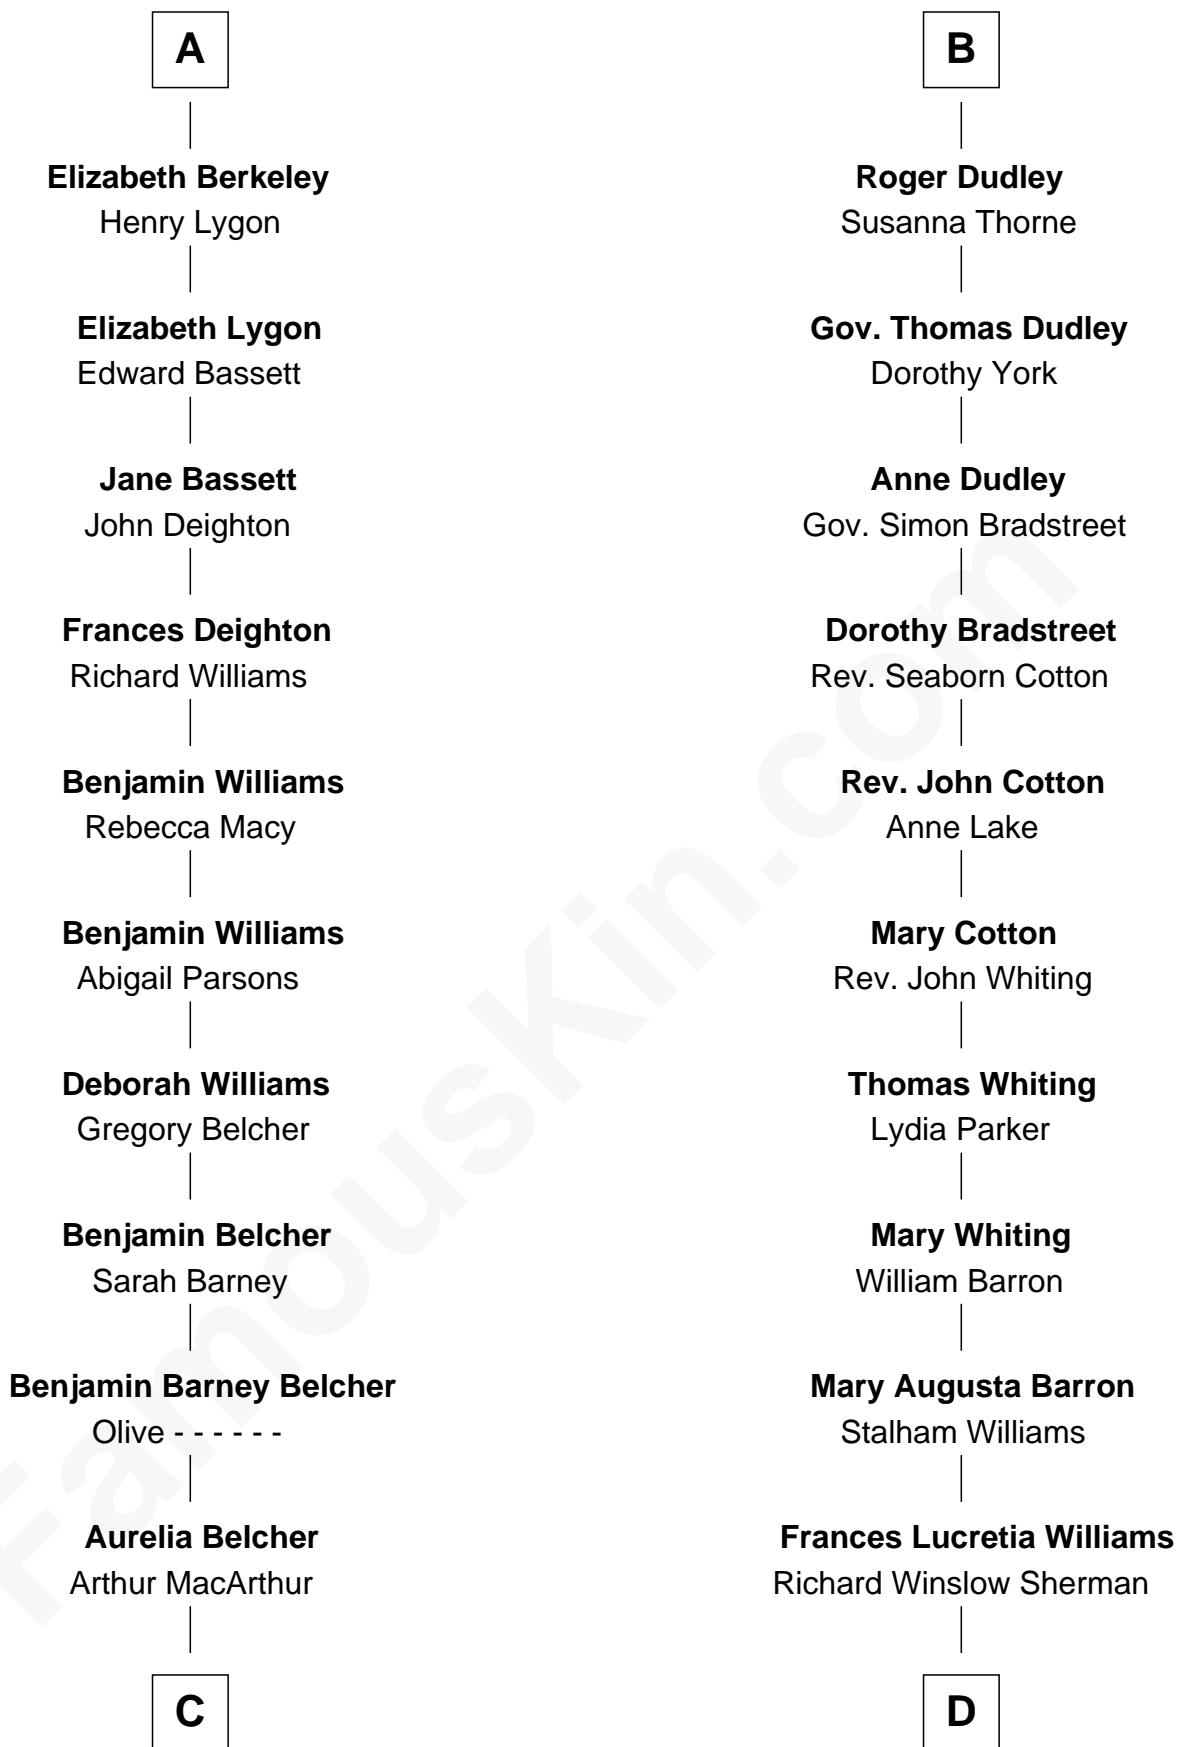 A
Elizabeth Berkeley
Henry Lygon
Elizabeth Lygon
Edward Bassett
Jane Bassett
John Deighton
Frances Deighton
Richard Williams
Benjamin Williams
Rebecca Macy
Benjamin Williams
Abigail Parsons
Deborah Williams
Gregory Belcher
Benjamin Belcher
Sarah Barney
Benjamin Barney Belcher
Olive - - - - - -
Aurelia Belcher
Arthur MacArthur
C
B
Roger Dudley
Susanna Thorne
Gov. Thomas Dudley
Dorothy York
Anne Dudley
Gov. Simon Bradstreet
Dorothy Bradstreet
Rev. Seaborn Cotton
Rev. John Cotton
Anne Lake
Mary Cotton
Rev. John Whiting
Thomas Whiting
Lydia Parker
Mary Whiting
William Barron
Mary Augusta Barron
Stalham Williams
Frances Lucretia Williams
Richard Winslow Sherman
D
FamousKin.com